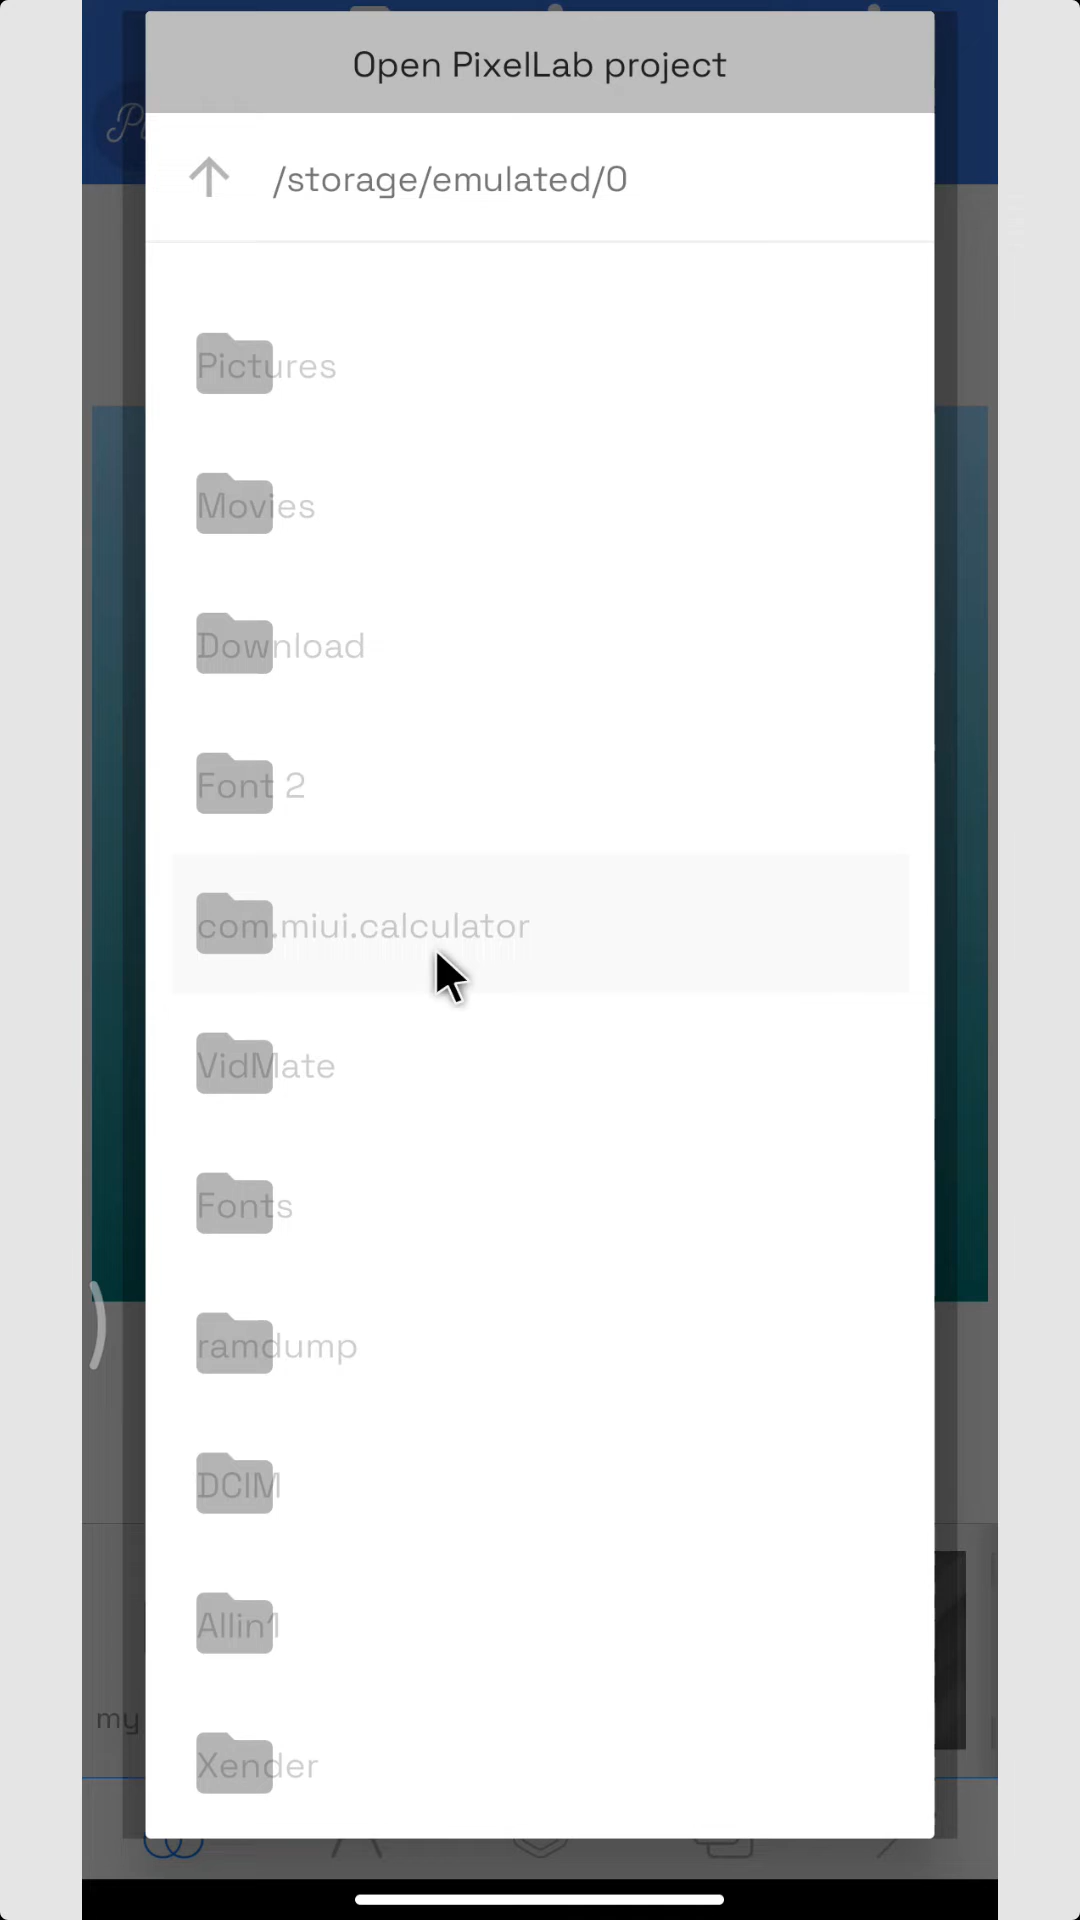 Open PixelLab project
/storage/emulated/0
Pictures
Movies
Download
Font 2
com.miui.calculator
VidMate
Fonts
ramdump
DCIM
Allin1
my
Xender